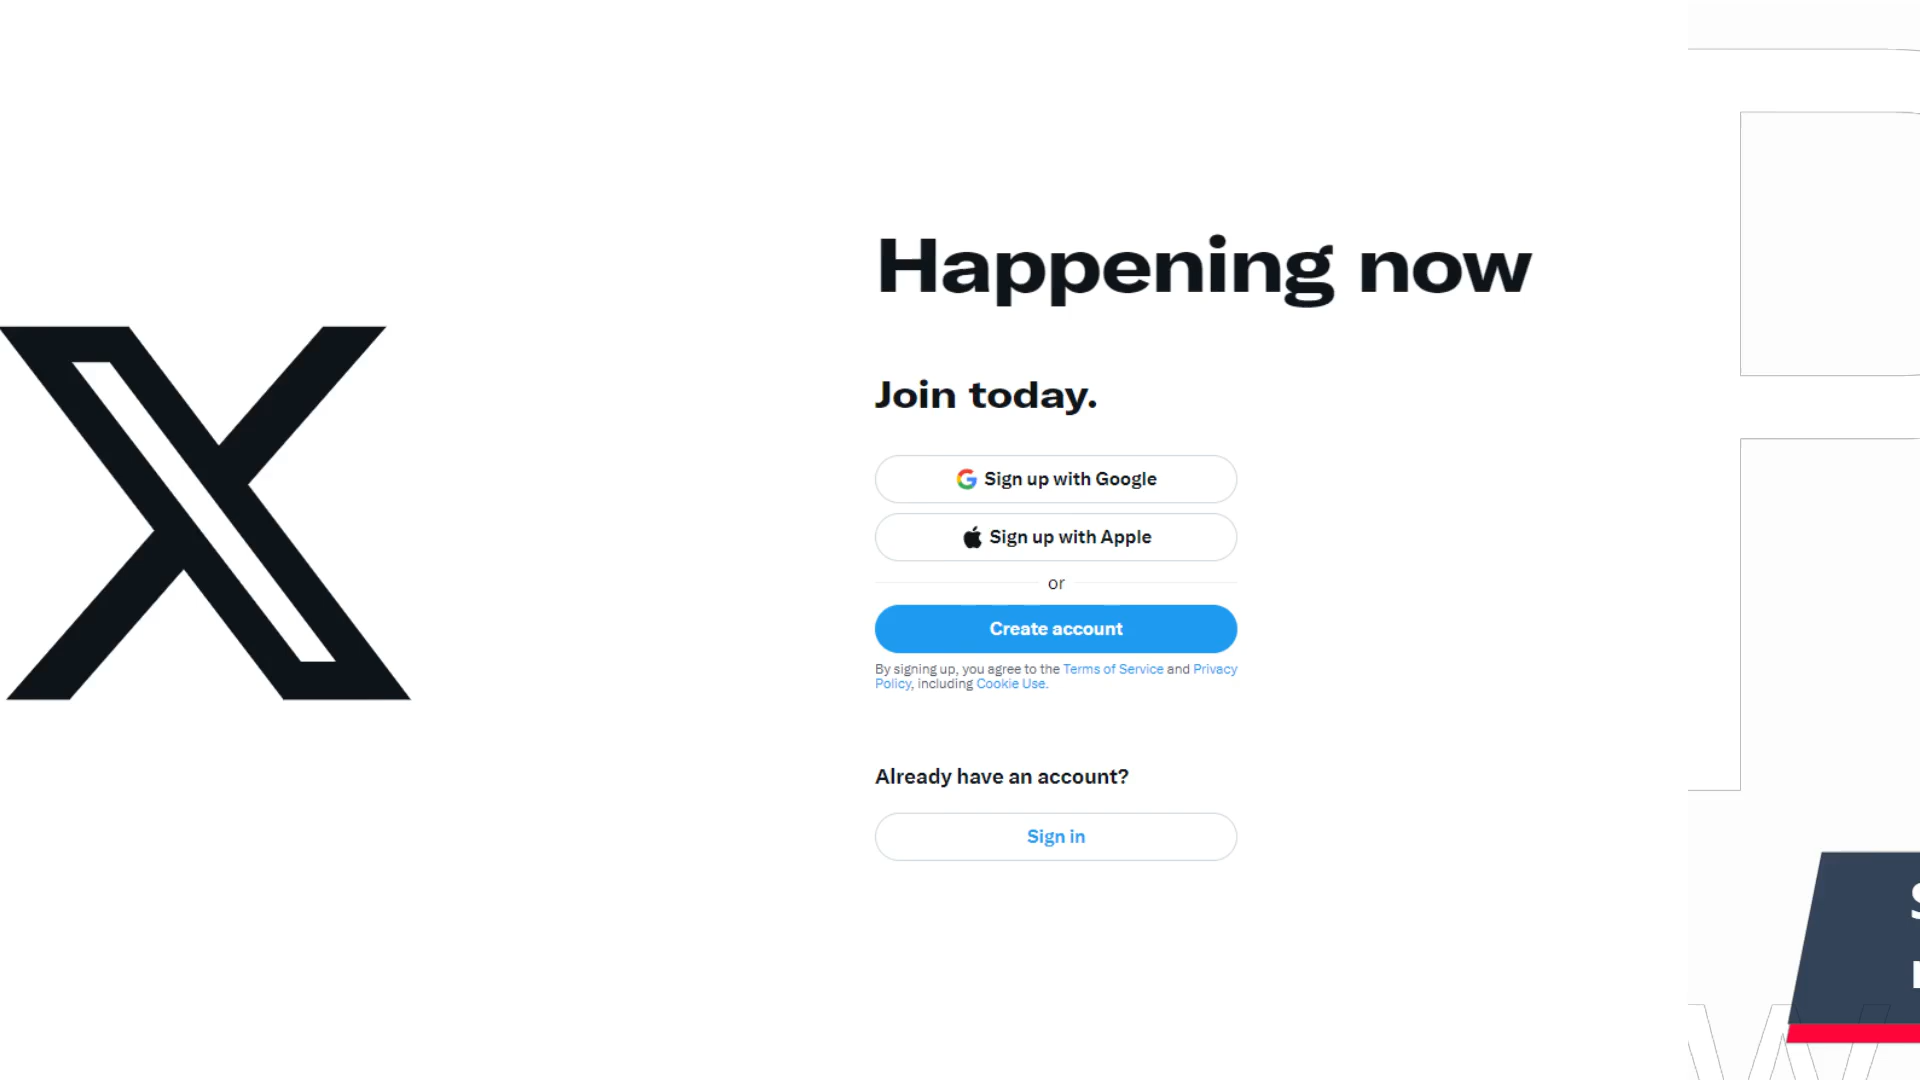 Happening now
Join today.
Sign up with Google
Sign up with Apple
or
Create account
By signing up, you agree to the Terms of Service and Privacy
Policy, including Cookie Use.
Already have an account?
Sign in